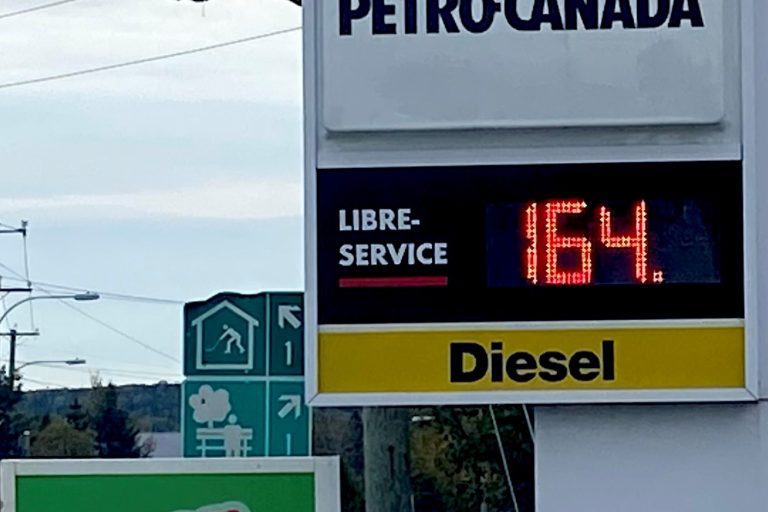 PETRO-CANADA
LIBRE-
SERVICE
164.
Diesel
1
1